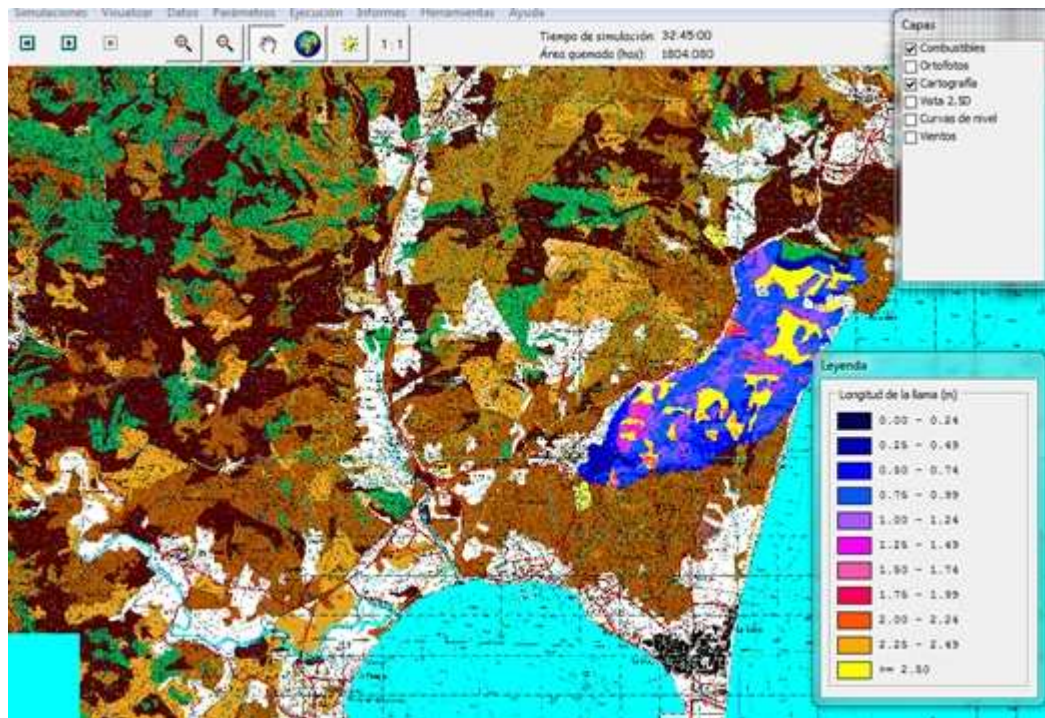 Simulaciones Visualizar Datos Parámetros Ejecución Informes Herramientas Ayuda
1:1
Tiempo de simulación: 32:45:00
Área quemada (has): 1804.080
Capas
Combustibles
Ortofotos
Cartografía
Vista 2.5D
Curvas de nivel
Vientos
Leyenda
Longitud de la llama (m)
0.00 - 0.24
0.25 - 0.49
0.50 - 0.74
0.75 - 0.99
1.00 - 1.24
1.25 - 1.49
1.50 - 1.74
1.75 - 1.99
2.00 - 2.24
2.25 - 2.49
>= 2.50